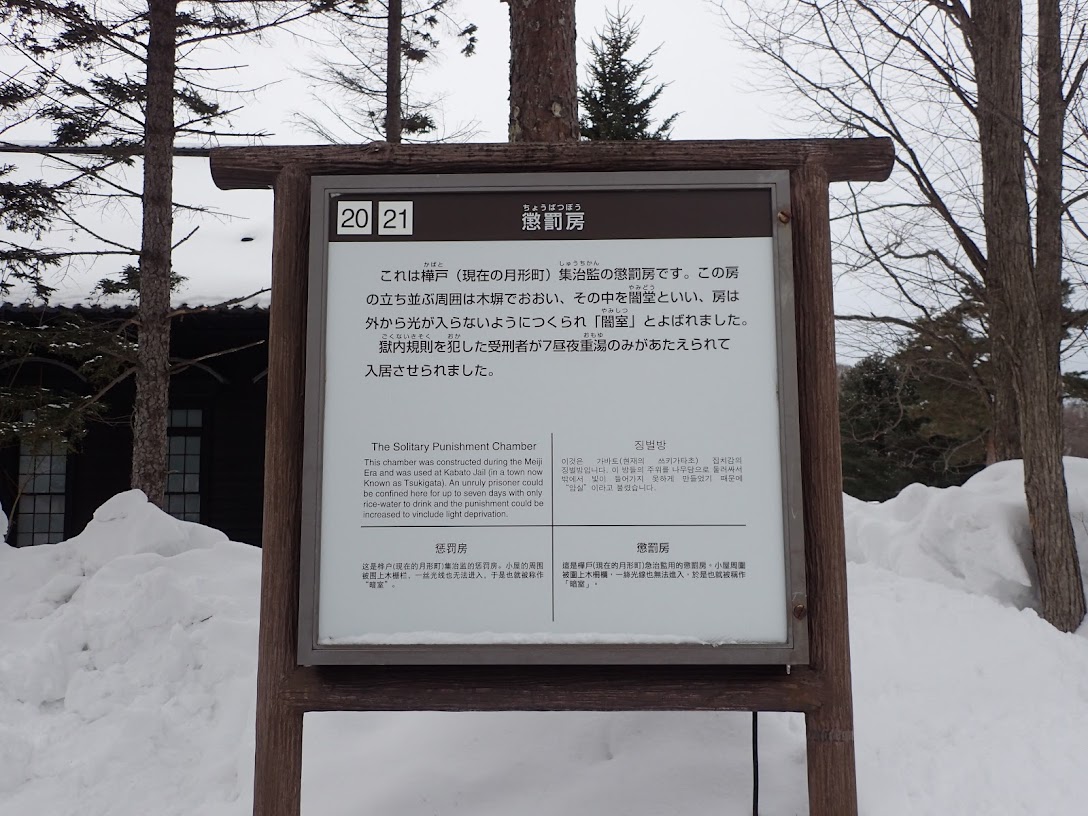 20 21
ちょうばつぼう
懲罰房
かばと しゅうちかん
これは樺戸（現在の月形町）集治監の懲罰房です。この房
やみどう
の立ち並ぶ周囲は木塀でおおい、その中を闇堂といい、房は
やみしつ
外から光が入らないようにつくられ「闇室」とよばれました。
ごくないきそく おか おもゆ
獄内規則を犯した受刑者が7昼夜重湯のみがあたえられて
入居させられました。
The Solitary Punishment Chamber
This chamber was constructed during the Meiji
Era and was used at Kabato Jail (in a town now
Known as Tsukigata). An unruly prisoner could
be confined here for up to seven days with only
rice-water to drink and the punishment could be
increased to vinclude light deprivation.
징벌방
이것은 가바토(현재의 쓰키가타초) 집치감의
징벌방입니다. 이 방들의 주위를 나무담으로 둘러싸서
밖에서 빛이 들어가지 못하게 만들었기 때문에
"암실"이라고 불렸습니다.
惩罚房
这是桦户(现在的月形町)集治监的惩罚房。小屋的周围
被围上木栅栏，一丝光线也无法进入，于是也就被称作
"暗室"。
懲罰房
這是樺戶(現在的月形町)急治監用的懲罰房。小屋周圍
被圍上木柵欄，一絲光線也無法進入，於是也就被稱作
「暗室」。